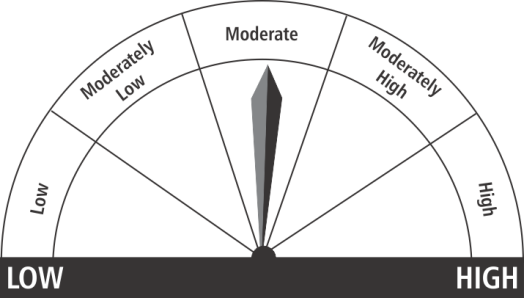 Moderate
Moderately
Low
Moderately
High
Low
High
LOW
HIGH